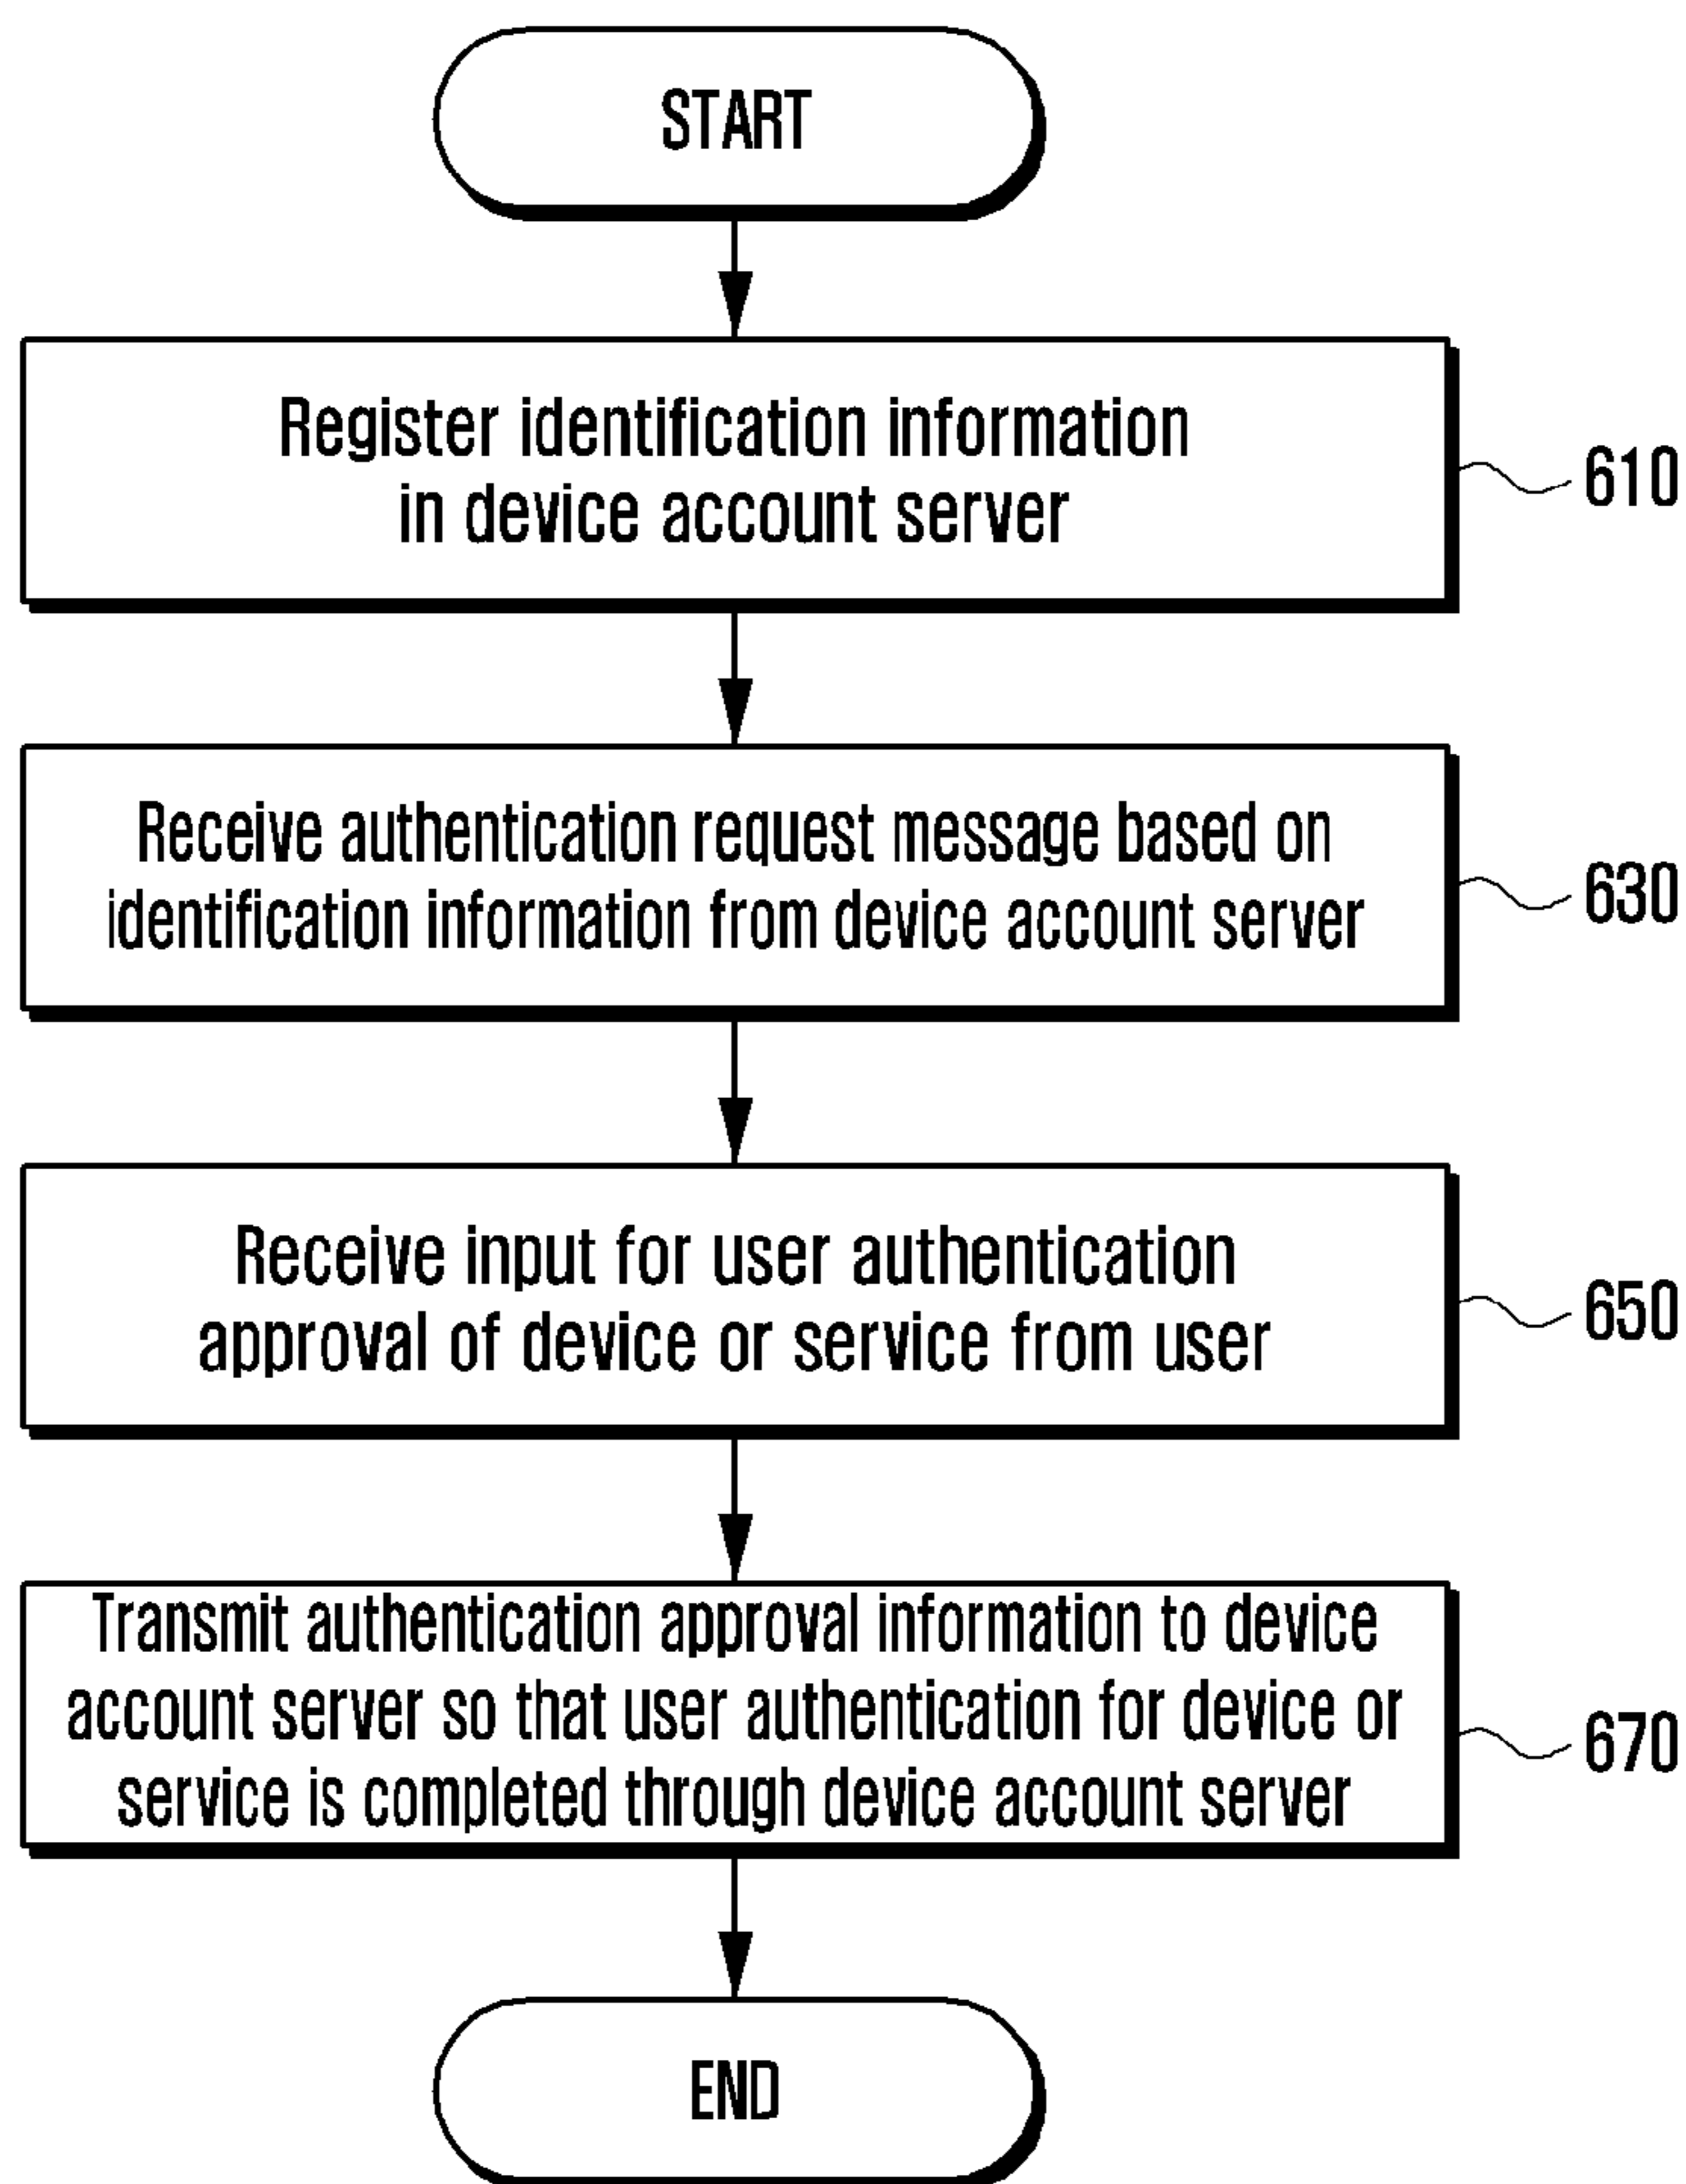 START
Register identification information
in device account server
610
Receive authentication request message based on
identification information from device account server
630
Receive input for user authentication
approval of device or service from user
650
Transmit authentication approval information to device
account server so that user authentication for device or
service is completed through device account server
670
END